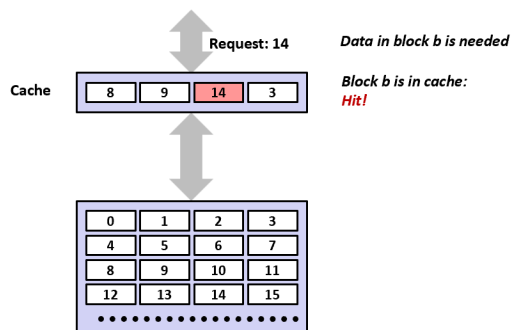 Request: 14
Data in block b is needed
Block b is in cache:
Hit!
Cache
8 9 14 3
0 1 2 3
4 5 6 7
8 9 10 11
12 13 14 15